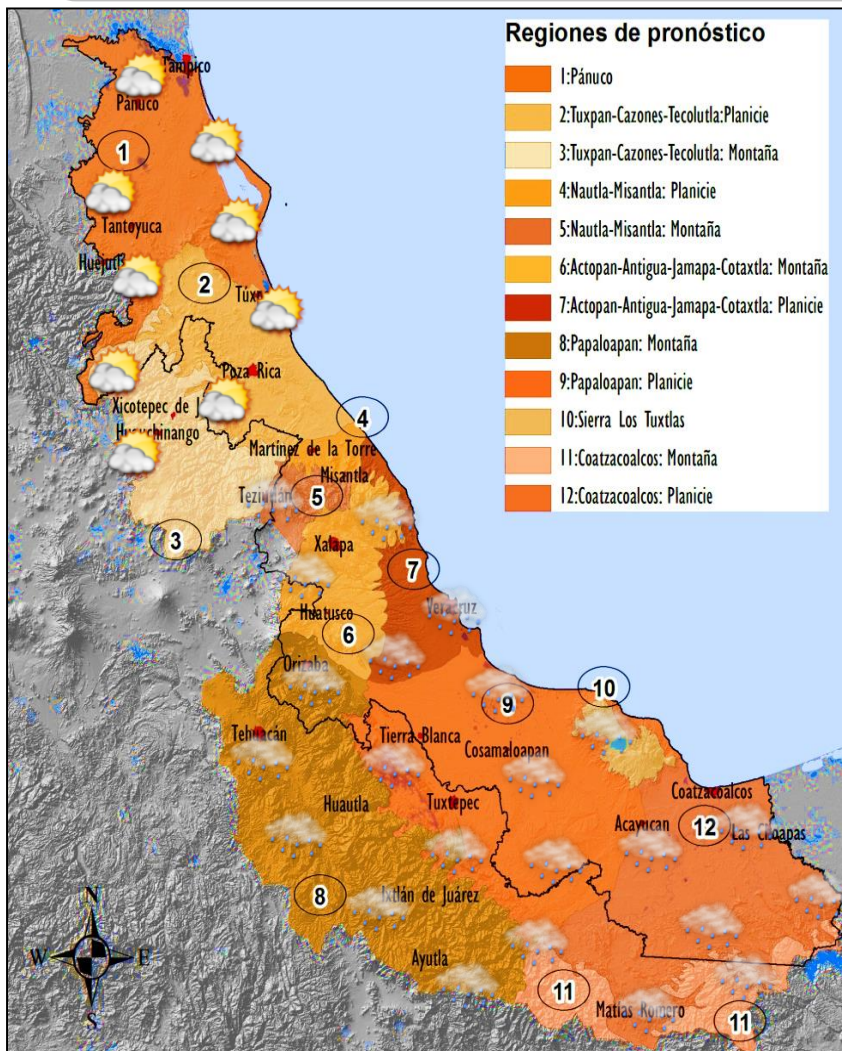 Regiones de pronóstico
1:Pánuco
2:Tuxpan-Cazones-Tecolutla:Planicie
3:Tuxpan-Cazones-Tecolutla: Montaña
4:Nautla-Misantla: Planicie
5:Nautla-Misantla: Montaña
6:Actopan-Antigua-Jamapa-Cotaxtla: Montaña
7:Actopan-Antigua-Jamapa-Cotaxtla: Planicie
8:Papaloapan: Montaña
9:Papaloapan: Planicie
10:Sierra Los Tuxtlas
11:Coatzacoalcos: Montaña
12:Coatzacoalcos: Planicie
Tampico
Pánuco
1
Tantoyuca
2
Poza Rica
Xicotepec de J
Huauchinango
4
Martínez de la Torre
Misantla
Teziutlán
5
3
Xalapa
7
Veracruz
Huatusco
6
Orizaba
10
9
Tehuacán
Tierra Blanca
Cosamaloapan
Huautla
Tuxtepec
Coatzacoalcos
Acayucan
12
Las Choapas
8
Ixtlán de Juárez
Ayutla
11
Matías Romero
11
N
W
E
S